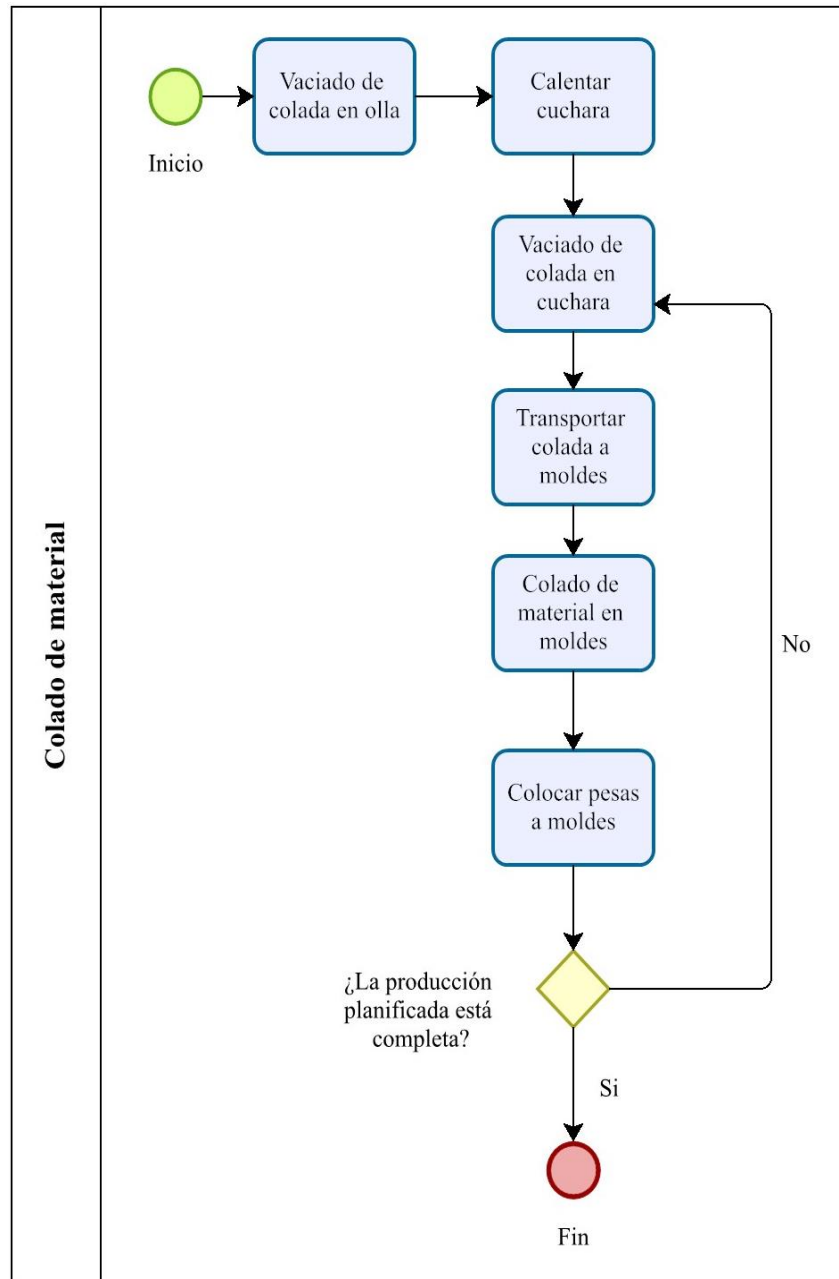 Colado de material
Vaciado de
colada en olla
Calentar
cuchara
Inicio
Vaciado de
colada en
cuchara
Transportar
colada a
moldes
Colado de
material en
moldes
No
Colocar pesas
a moldes
¿La producción
planificada está
completa?
Si
Fin